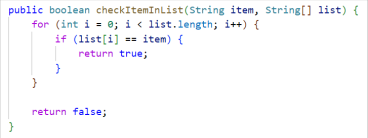 public boolean checkItemInList(String item, String[] list) {
    for (int i = 0; i < list.length; i++) {
        if (list[i] == item) {
            return true;
        }
    }

    return false;
}